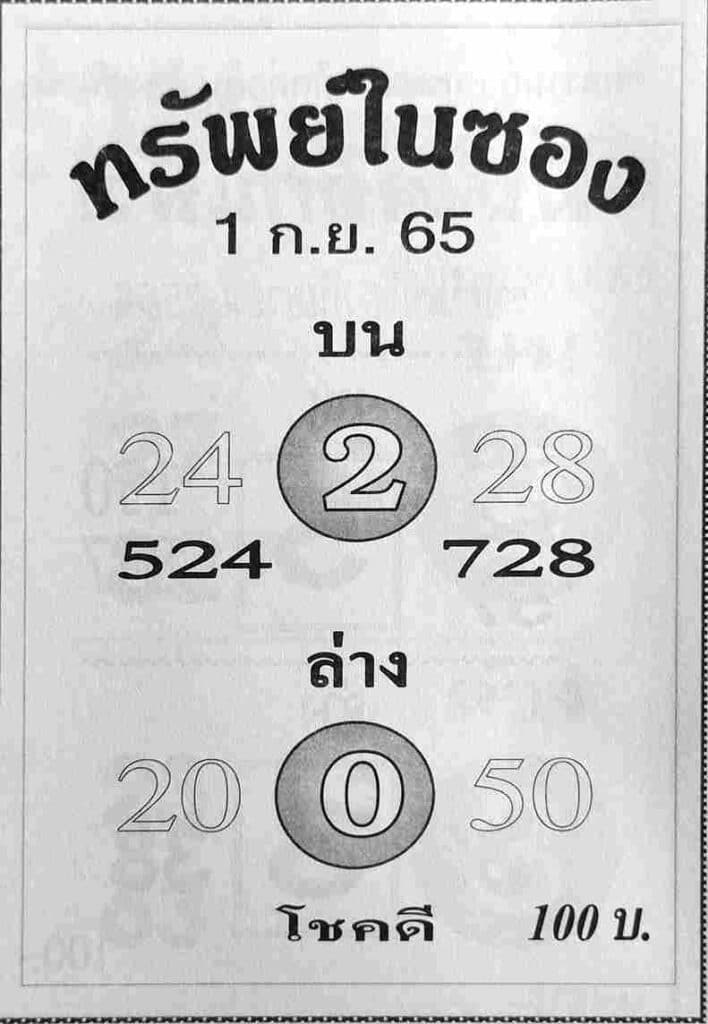 ทรัพย์ในซอง
1 ก.ย. 65
บน
24 2 28
524 728
ล่าง
20 0 50
โชคดี 100 บ.